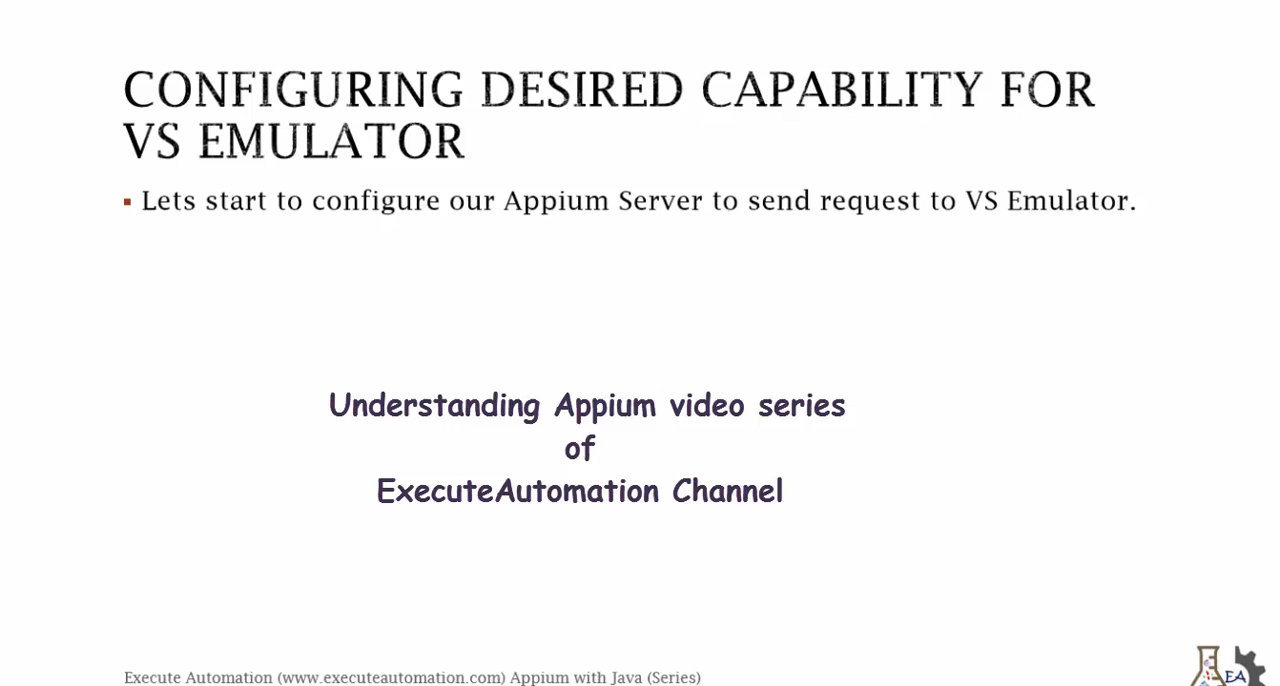 CONFIGURING DESIRED CAPABILITY FOR
VS EMULATOR
▪ Lets start to configure our Appium Server to send request to VS Emulator.
Understanding Appium video series
of
ExecuteAutomation Channel
Execute Automation (www.executeautomation.com) Appium with Java (Series)
EA